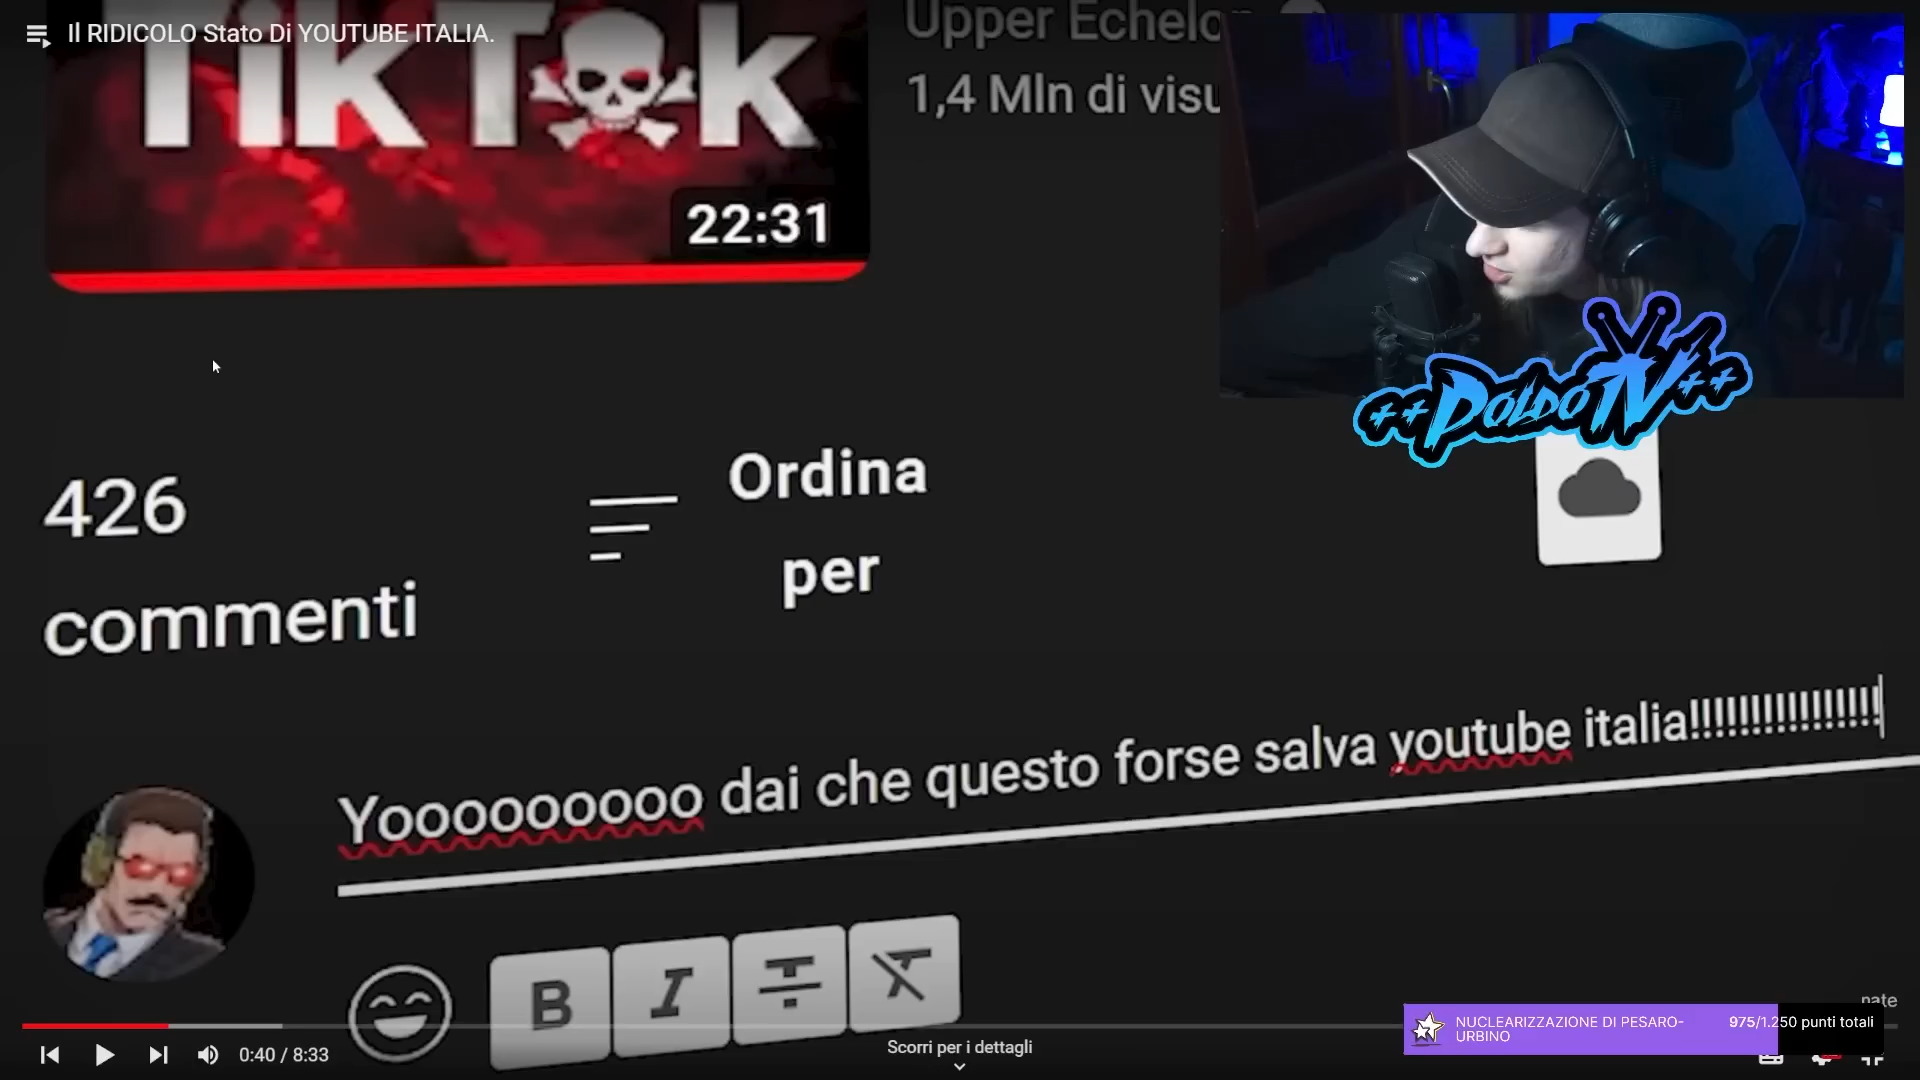 Il RIDICOLO Stato Di YOUTUBE ITALIA.
TikTok
22:31
Upper Echelo
1,4 Mln di visu
++POLDOTV++
426
commenti
Ordina
per
Yooooooooo dai che questo forse salva youtube italia!!!!!!!!!!!!!!!!
B I T
0:40 / 8:33
Scorri per i dettagli
nate
NUCLEARIZZAZIONE DI PESARO-
URBINO
975/1.250 punti totali